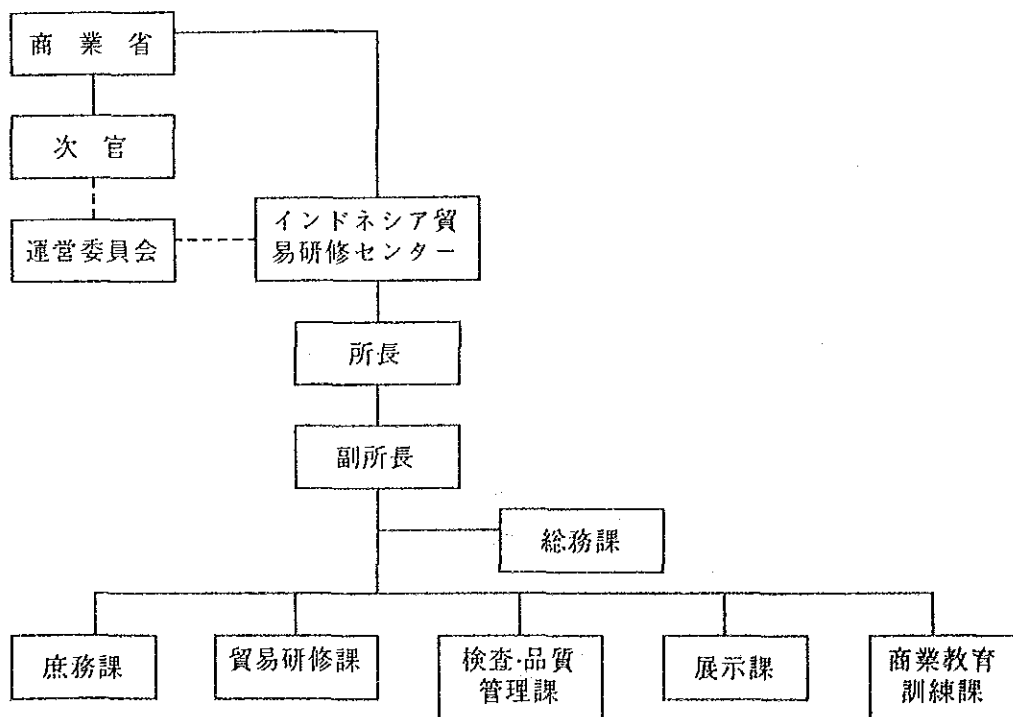 商業省
次官
運営委員会
インドネシア貿
易研修センター
所長
副所長
総務課
庶務課
貿易研修課
検査・品質
管理課
展示課
商業教育
訓練課